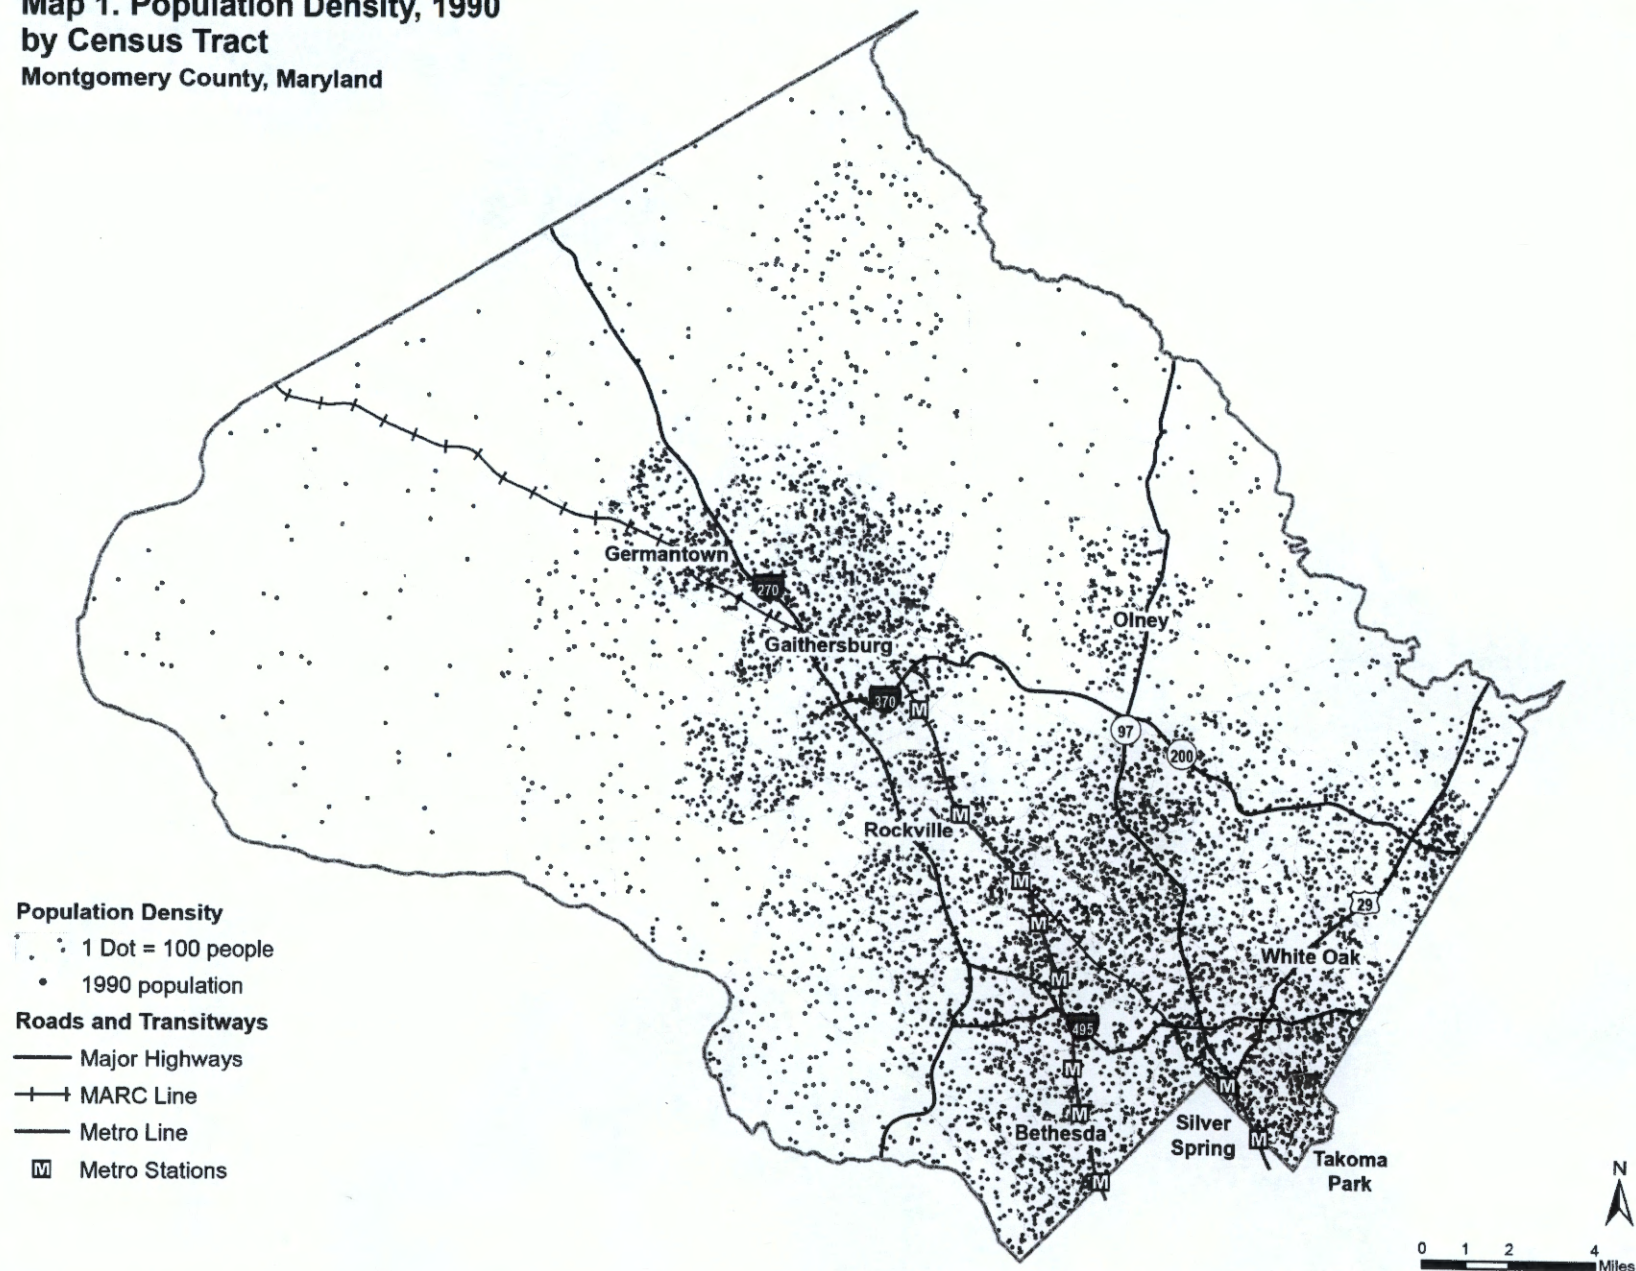 Map 1. Population Density, 1990
by Census Tract
Montgomery County, Maryland
Germantown
270
Gaithersburg
Olney
370
M
97
200
M
Rockville
M
29
M
White Oak
M
495
M
M
M
Bethesda
Silver
Spring
M
Takoma
Park
M
Population Density
1 Dot = 100 people
1990 population
Roads and Transitways
Major Highways
MARC Line
Metro Line
M Metro Stations
N
0 1 2 4
Miles